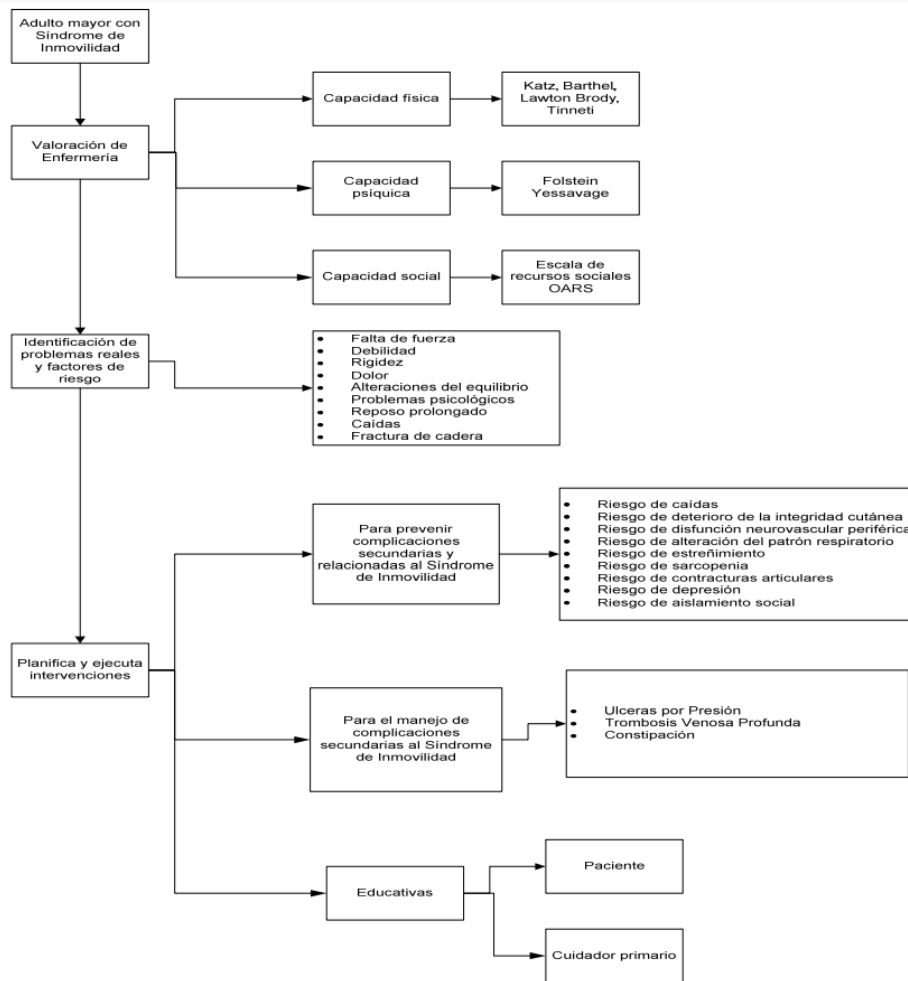 Adulto mayor con
Síndrome de
Inmovilidad
Valoración de
Enfermería
Capacidad física
Katz, Barthel,
Lawton Brody,
Tinneti
Capacidad
psíquica
Folstein
Yessavage
Capacidad social
Escala de
recursos sociales
OARS
Identificación de
problemas reales
y factores de
riesgo
• Falta de fuerza
• Debilidad
• Rigidez
• Dolor
• Alteraciones del equilibrio
• Problemas psicológicos
• Reposo prolongado
• Caídas
• Fractura de cadera
Planifica y ejecuta
intervenciones
Para prevenir
complicaciones
secundarias y
relacionadas al Síndrome
de Inmovilidad
• Riesgo de caídas
• Riesgo de deterioro de la integridad cutánea
• Riesgo de disfunción neurovascular periférica
• Riesgo de alteración del patrón respiratorio
• Riesgo de estreñimiento
• Riesgo de sarcopenia
• Riesgo de contracturas articulares
• Riesgo de depresión
• Riesgo de aislamiento social
Para el manejo de
complicaciones
secundarias al Síndrome
de Inmovilidad
• Ulceras por Presión
• Trombosis Venosa Profunda
• Constipación
Educativas
Paciente
Cuidador primario